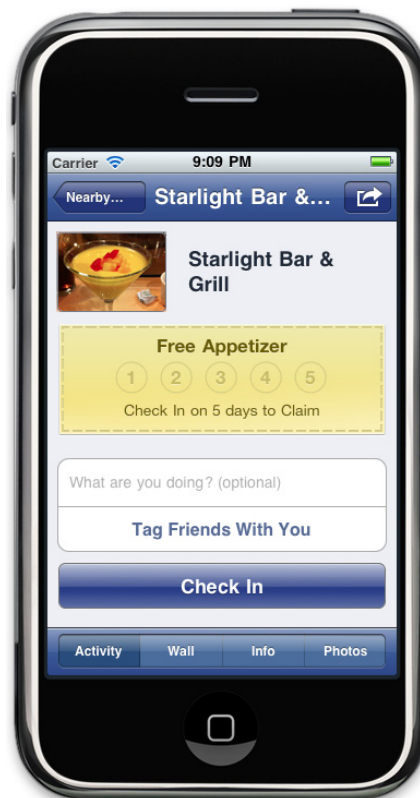 Carrier 9:09 PM
Nearby... Starlight Bar &...
Starlight Bar &
Grill
Free Appetizer
1 2 3 4 5
Check In on 5 days to Claim
What are you doing? (optional)
Tag Friends With You
Check In
Activity Wall Info Photos